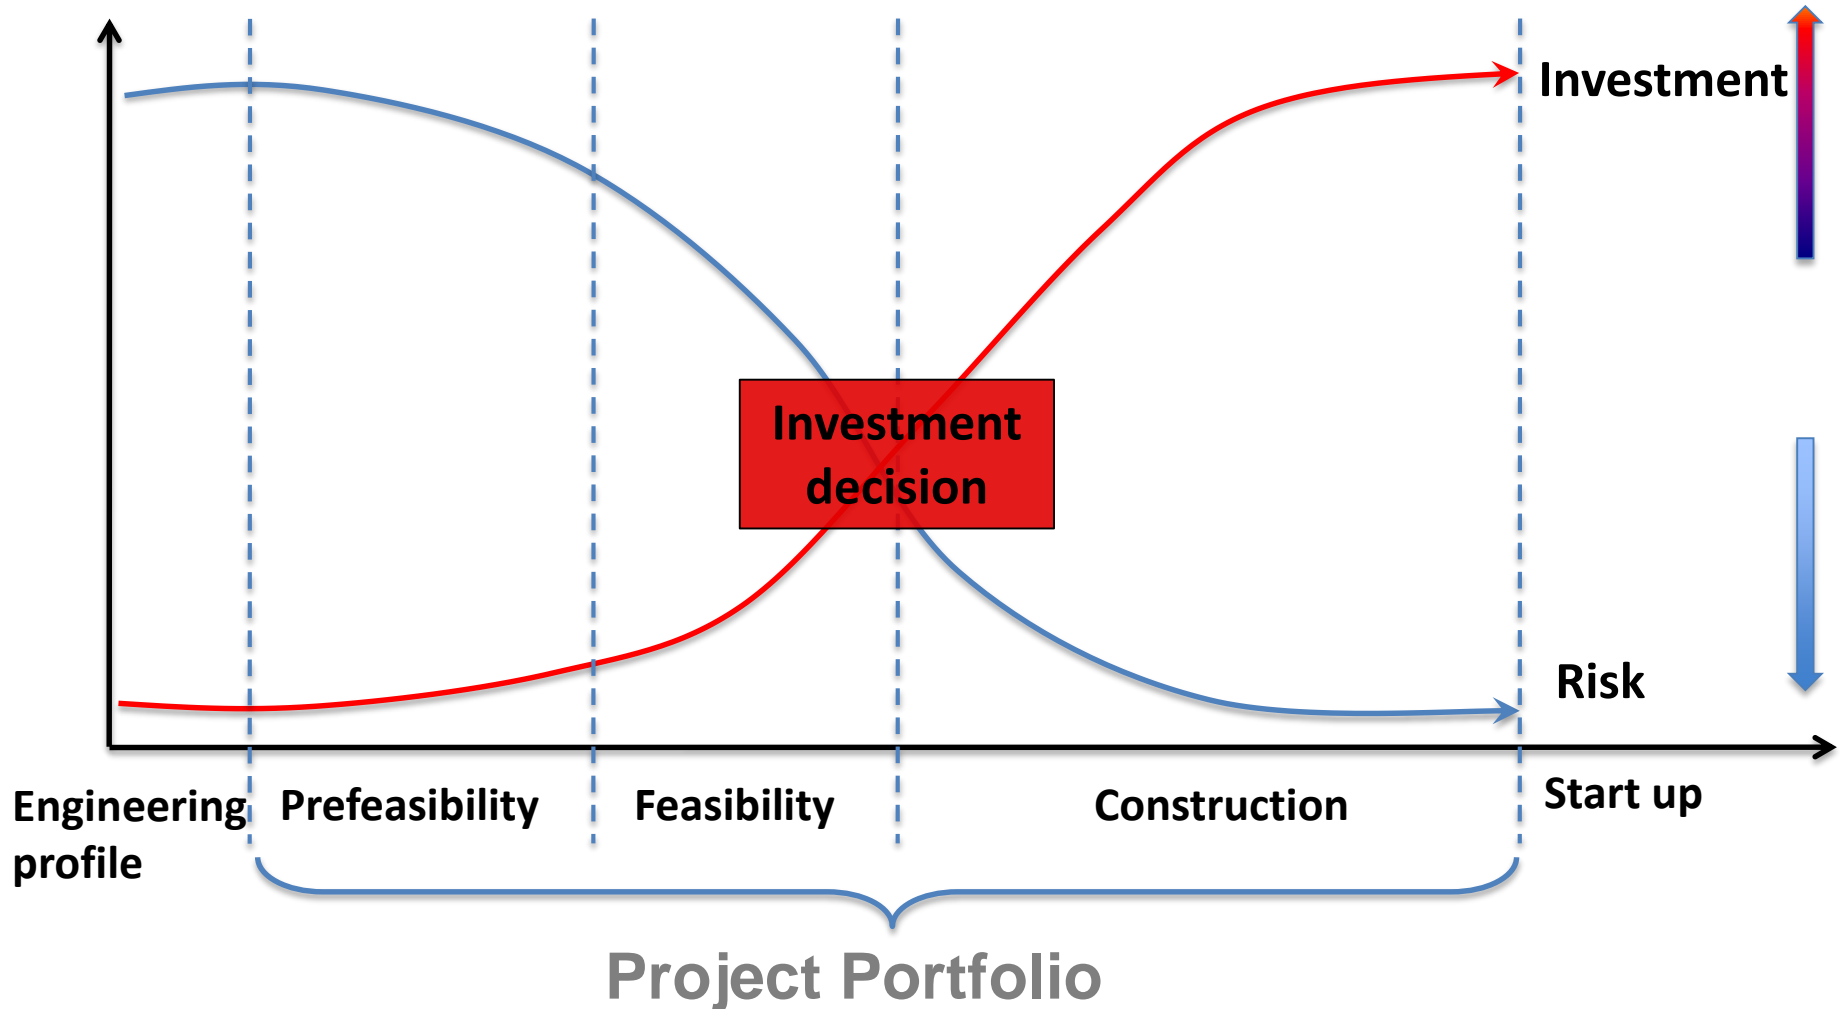 Investment
Investment
decision
Risk
Engineering
profile
Prefeasibility
Feasibility
Construction
Start up
Project Portfolio